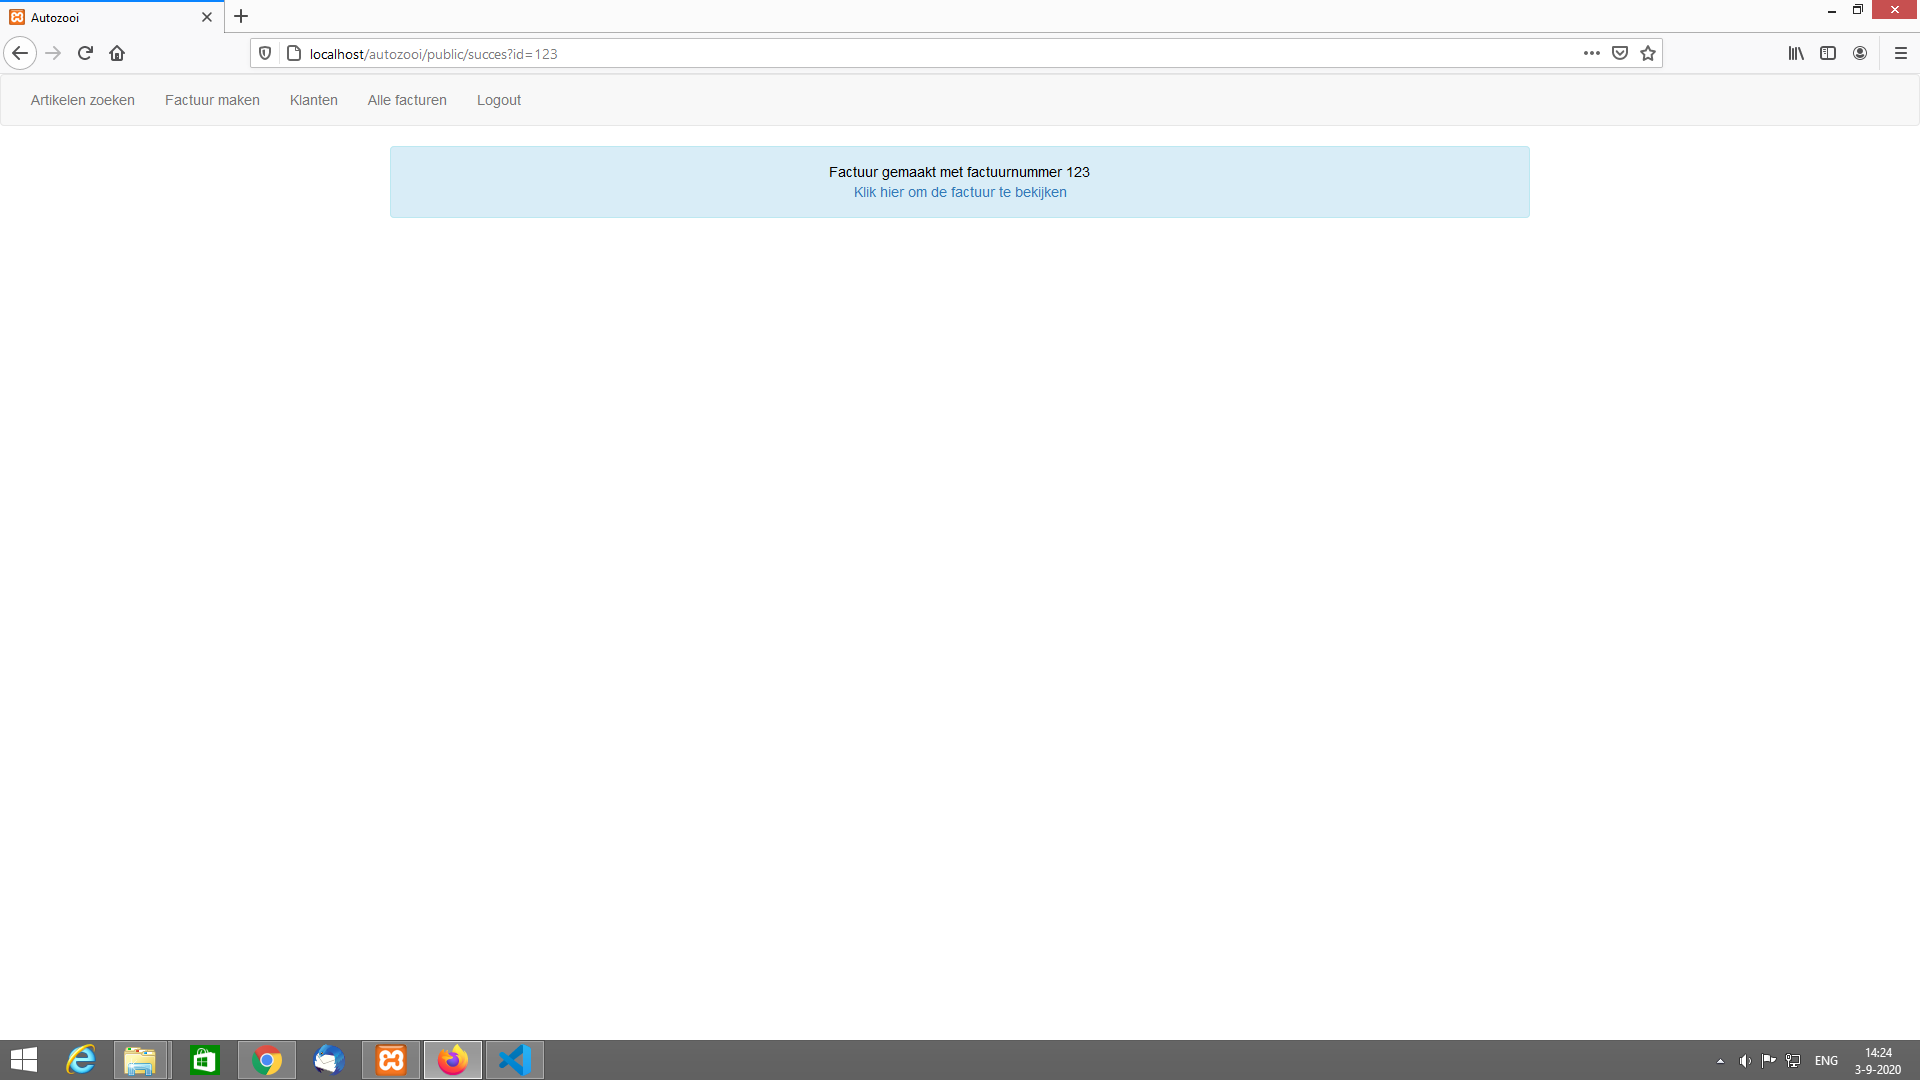 Autozooi
localhost/autozooi/public/succes?id=123
Artikelen zoeken Factuur maken Klanten Alle facturen Logout
Factuur gemaakt met factuurnummer 123
Klik hier om de factuur te bekijken
ENG
14:24
3-9-2020